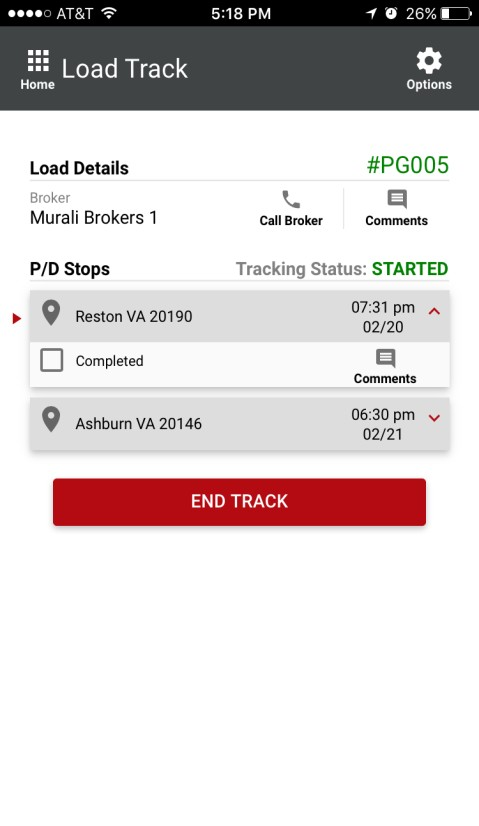 AT&T 5:18 PM 26%
Load Track
Home Options
Load Details #PG005
Broker
Murali Brokers 1
Call Broker Comments
P/D Stops Tracking Status: STARTED
Reston VA 20190 07:31 pm
02/20
Completed
Comments
Ashburn VA 20146 06:30 pm
02/21
END TRACK